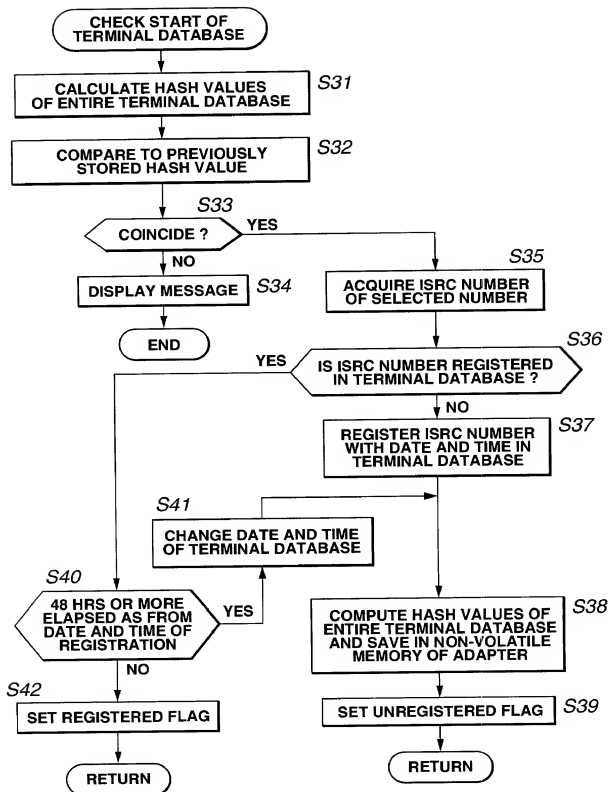 CHECK START OF
TERMINAL DATABASE
CALCULATE HASH VALUES
OF ENTIRE TERMINAL DATABASE
S31
COMPARE TO PREVIOUSLY
STORED HASH VALUE
S32
S33
COINCIDE ?
YES
NO
DISPLAY MESSAGE
S34
END
S35
ACQUIRE ISRC NUMBER
OF SELECTED NUMBER
S36
IS ISRC NUMBER REGISTERED
IN TERMINAL DATABASE ?
YES
NO
S37
REGISTER ISRC NUMBER
WITH DATE AND TIME IN
TERMINAL DATABASE
S41
CHANGE DATE AND TIME
OF TERMINAL DATABASE
S40
48 HRS OR MORE
ELAPSED AS FROM
DATE AND TIME OF
REGISTRATION
YES
NO
S38
COMPUTE HASH VALUES OF
ENTIRE TERMINAL DATABASE
AND SAVE IN NON-VOLATILE
MEMORY OF ADAPTER
S42
SET REGISTERED FLAG
RETURN
SET UNREGISTERED FLAG
S39
RETURN